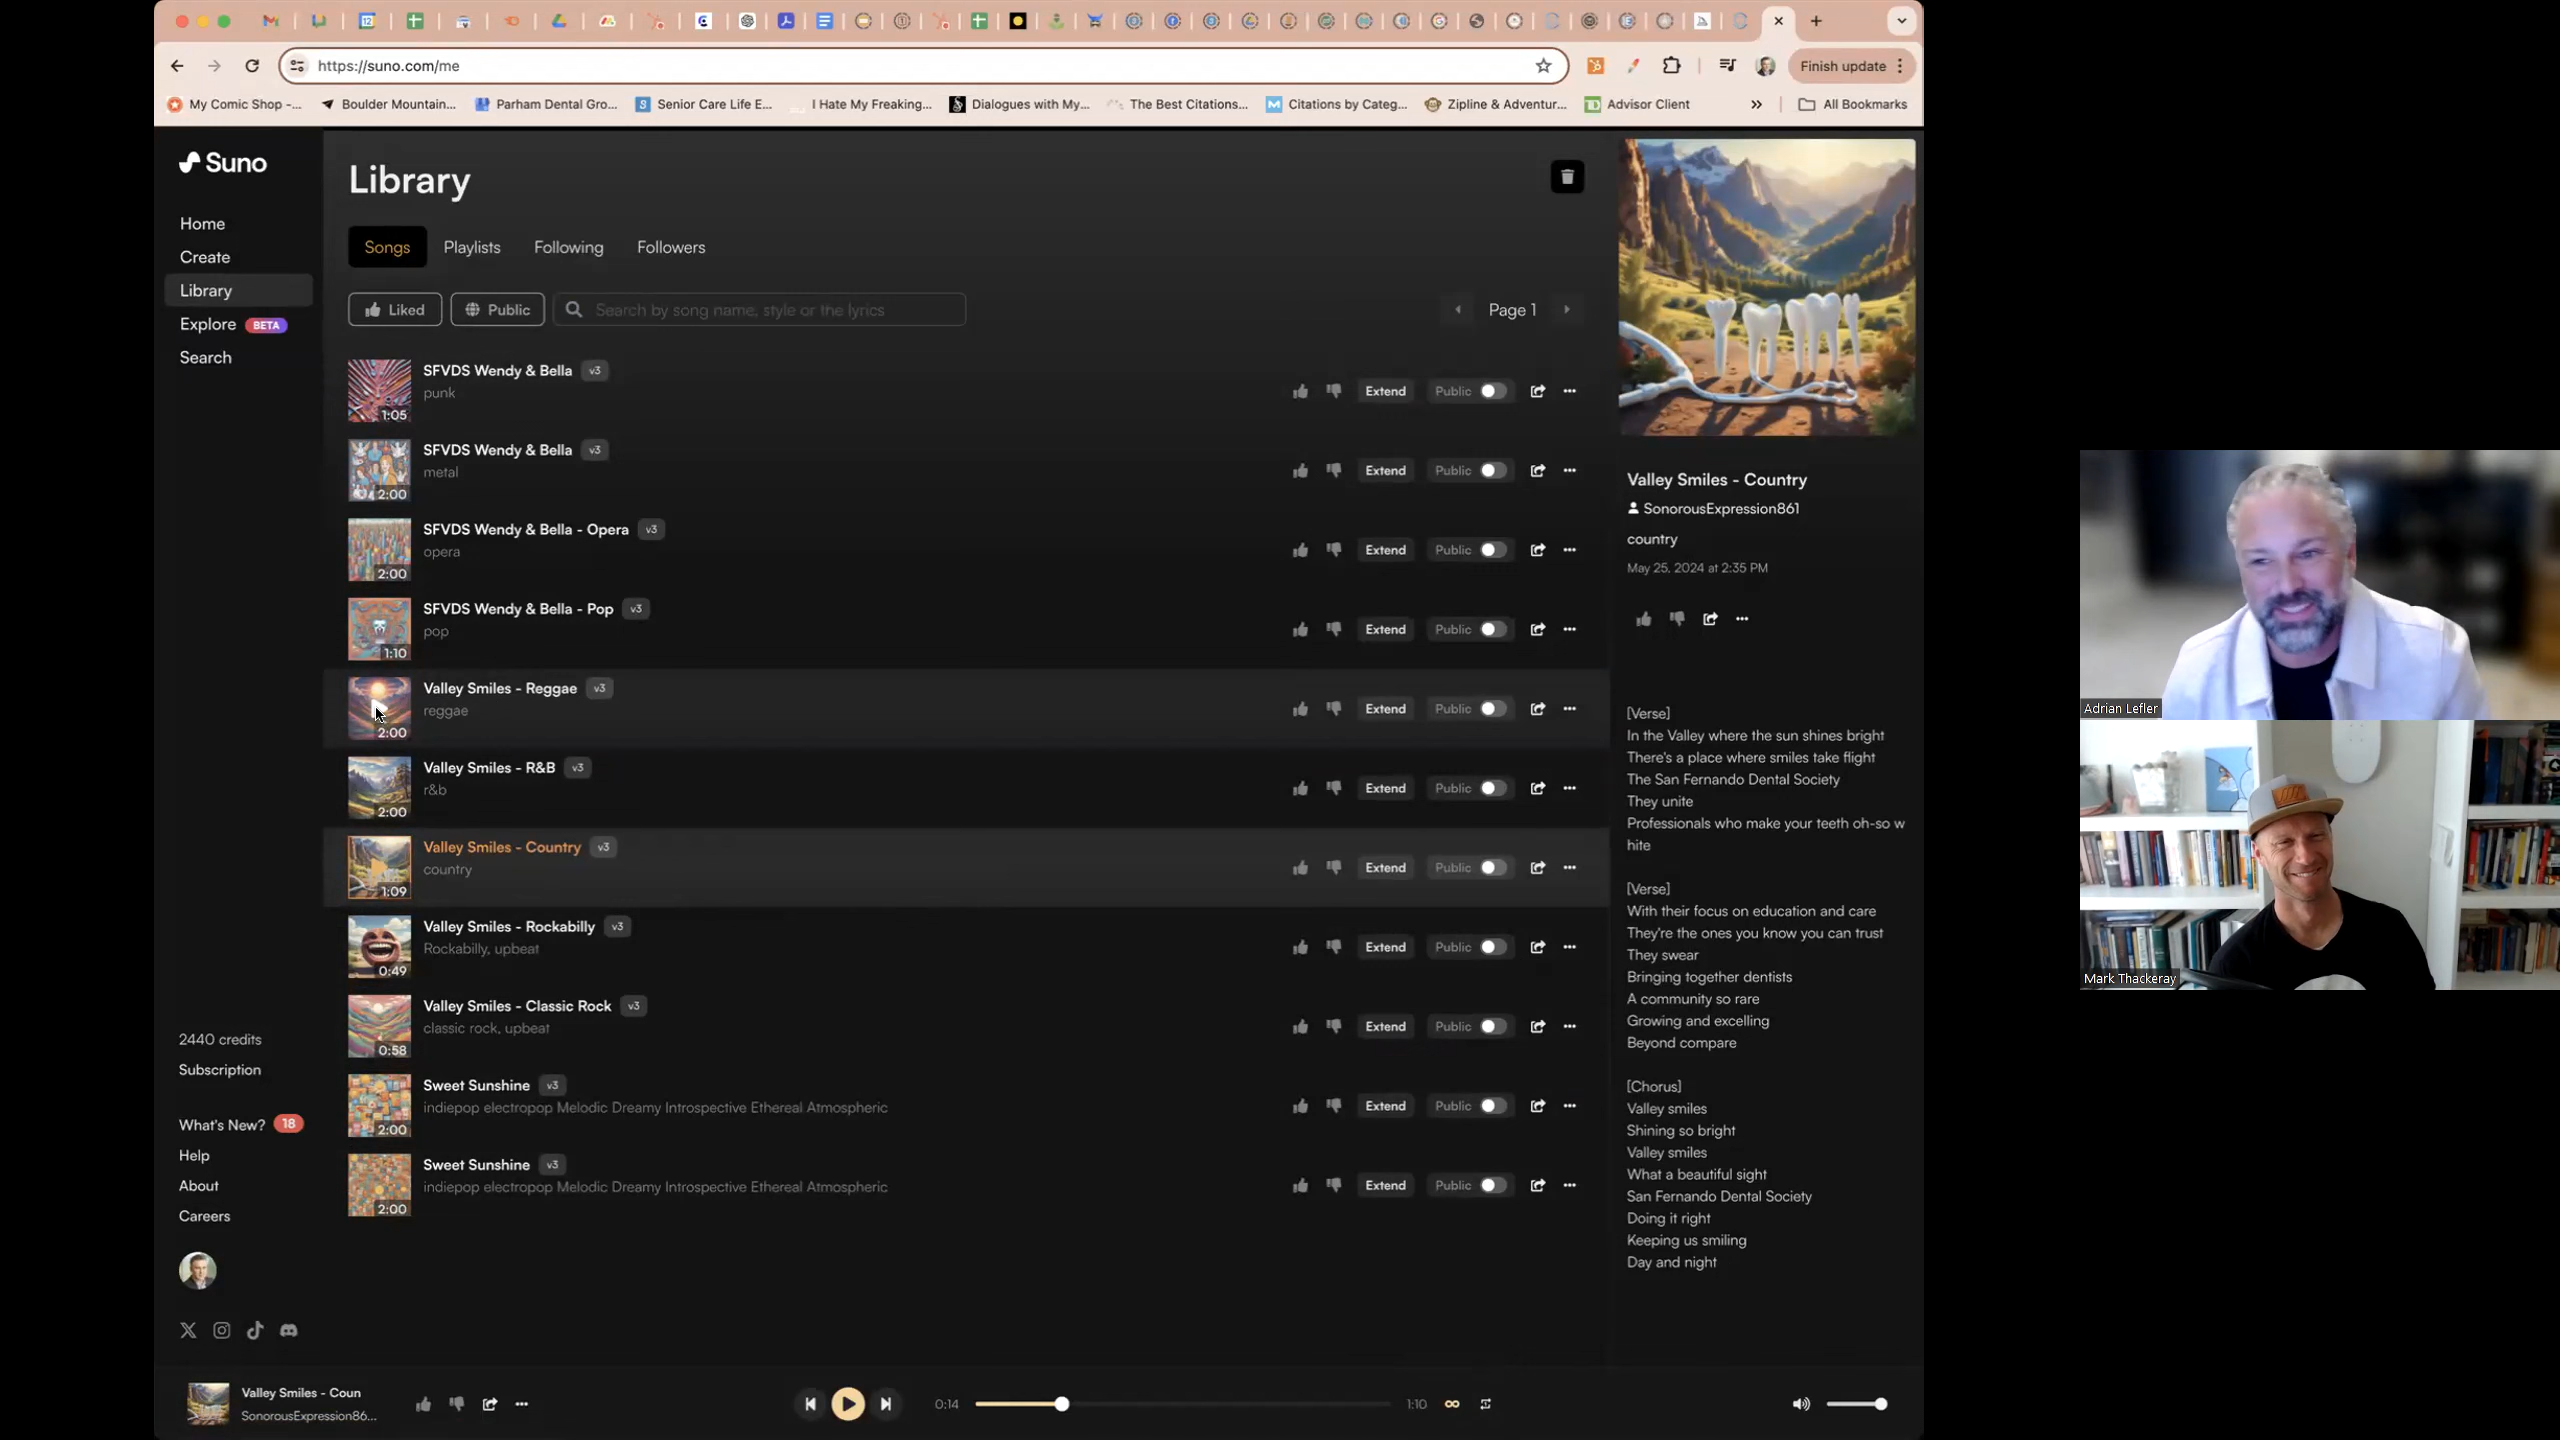 https://suno.com/me
Finish update
My Comic Shop -...
Boulder Mountain...
Parham Dental Gro...
Senior Care Life E...
I Hate My Freaking...
Dialogues with My...
The Best Citations...
Citations by Categ...
Zipline & Adventur...
Advisor Client
All Bookmarks
Suno
Home
Create
Library
Explore BETA
Search
2440 credits
Subscription
What's New? 18
Help
About
Careers
Library
Songs Playlists Following Followers
Liked Public Search by song name, style or the lyrics Page 1
SFVDS Wendy & Bella v3
punk
1:05
Extend Public
SFVDS Wendy & Bella v3
metal
2:00
Extend Public
SFVDS Wendy & Bella - Opera v3
opera
2:00
Extend Public
SFVDS Wendy & Bella - Pop v3
pop
1:10
Extend Public
Valley Smiles - Reggae v3
reggae
2:00
Extend Public
Valley Smiles - R&B v3
r&b
2:00
Extend Public
Valley Smiles - Country v3
country
1:09
Extend Public
Valley Smiles - Rockabilly v3
Rockabilly, upbeat
0:49
Extend Public
Valley Smiles - Classic Rock v3
classic rock, upbeat
0:58
Extend Public
Sweet Sunshine v3
indiepop electropop Melodic Dreamy Introspective Ethereal Atmospheric
2:00
Extend Public
Sweet Sunshine v3
indiepop electropop Melodic Dreamy Introspective Ethereal Atmospheric
2:00
Extend Public
Valley Smiles - Country
SonorousExpression861
country
May 25, 2024 at 2:35 PM
[Verse]
In the Valley where the sun shines bright
There's a place where smiles take flight
The San Fernando Dental Society
They unite
Professionals who make your teeth oh-so w
hite
[Verse]
With their focus on education and care
They're the ones you know you can trust
They swear
Bringing together dentists
A community so rare
Growing and excelling
Beyond compare
[Chorus]
Valley smiles
Shining so bright
Valley smiles
What a beautiful sight
San Fernando Dental Society
Doing it right
Keeping us smiling
Day and night
Valley Smiles - Coun
SonorousExpression86...
0:14
1:10
Adrian Lefler
Mark Thackeray